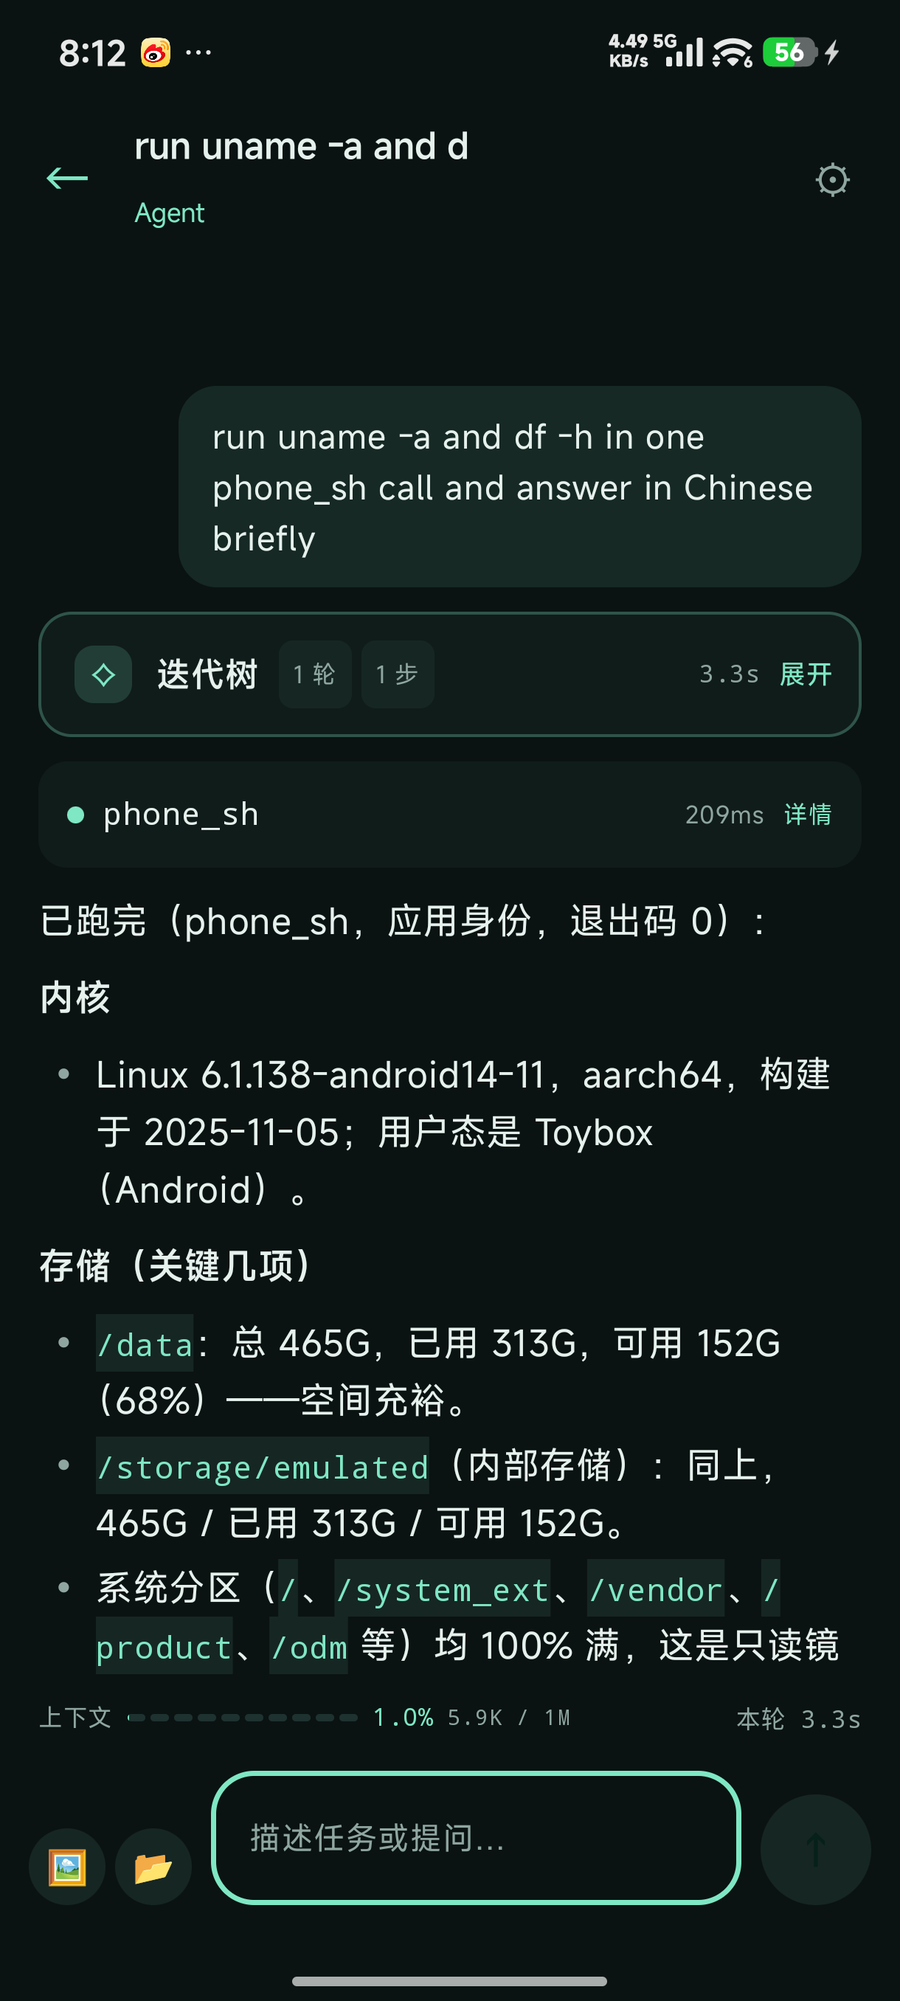 8:12 ... 4.49 KB/s 5G 6 56
run uname -a and d
Agent
run uname -a and df -h in one
phone_sh call and answer in Chinese
briefly
迭代树 1 轮 1 步 3.3s 展开
phone_sh 209ms 详情
已跑完（phone_sh，应用身份，退出码 0）：
内核
• Linux 6.1.138-android14-11，aarch64，构建
于 2025-11-05；用户态是 Toybox
（Android）。
存储（关键几项）
• /data：总 465G，已用 313G，可用 152G
（68%）——空间充裕。
• /storage/emulated（内部存储）：同上，
465G / 已用 313G / 可用 152G。
• 系统分区（/、/system_ext、/vendor、/
product、/odm 等）均 100% 满，这是只读镜
上下文 1.0% 5.9K / 1M 本轮 3.3s
描述任务或提问...